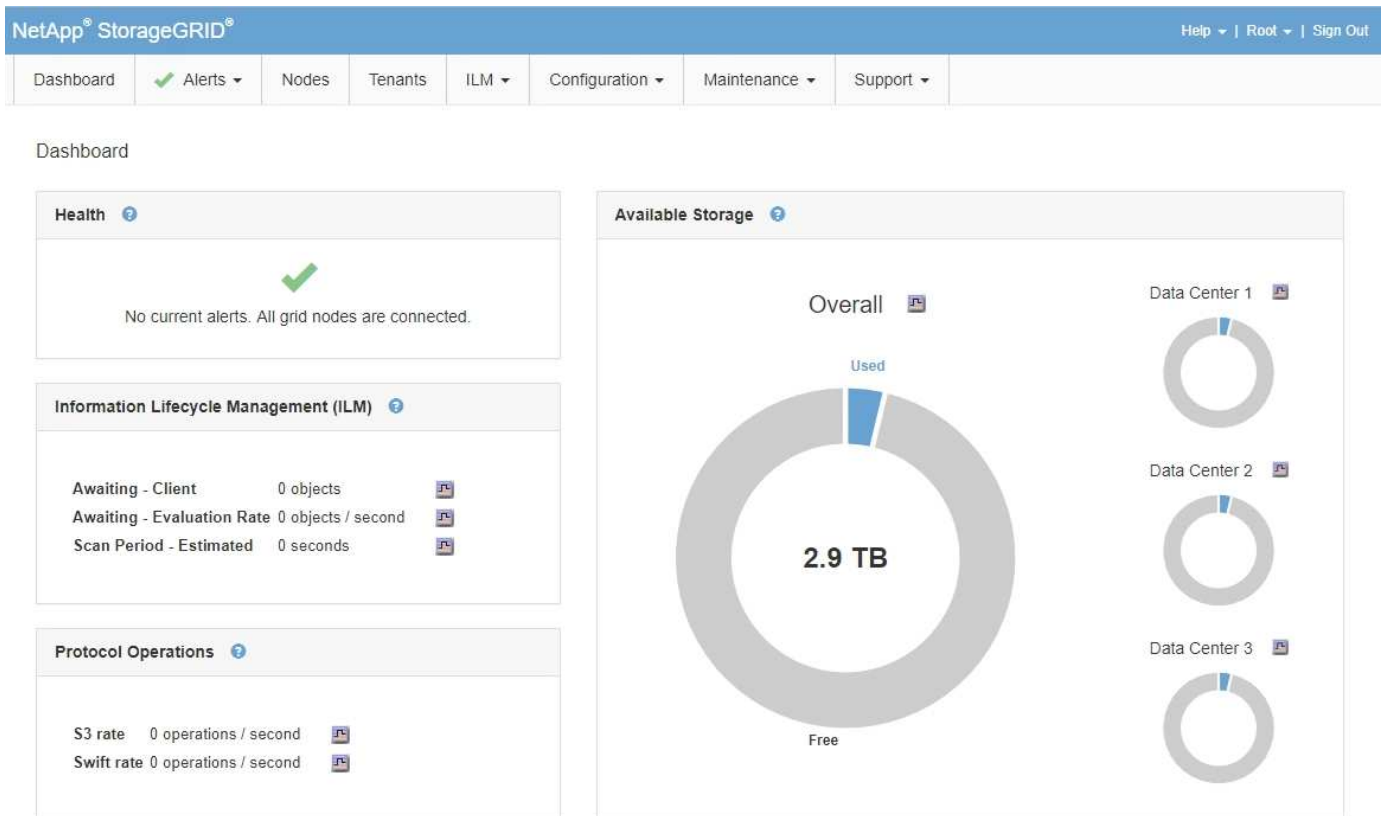 NetApp® StorageGRID®
Help | Root | Sign Out
Dashboard Alerts Nodes Tenants ILM Configuration Maintenance Support
Dashboard
Health
No current alerts. All grid nodes are connected.
Information Lifecycle Management (ILM)
Awaiting - Client 0 objects
Awaiting - Evaluation Rate 0 objects / second
Scan Period - Estimated 0 seconds
Protocol Operations
S3 rate 0 operations / second
Swift rate 0 operations / second
Available Storage
Overall
Used
2.9 TB
Free
Data Center 1
Data Center 2
Data Center 3